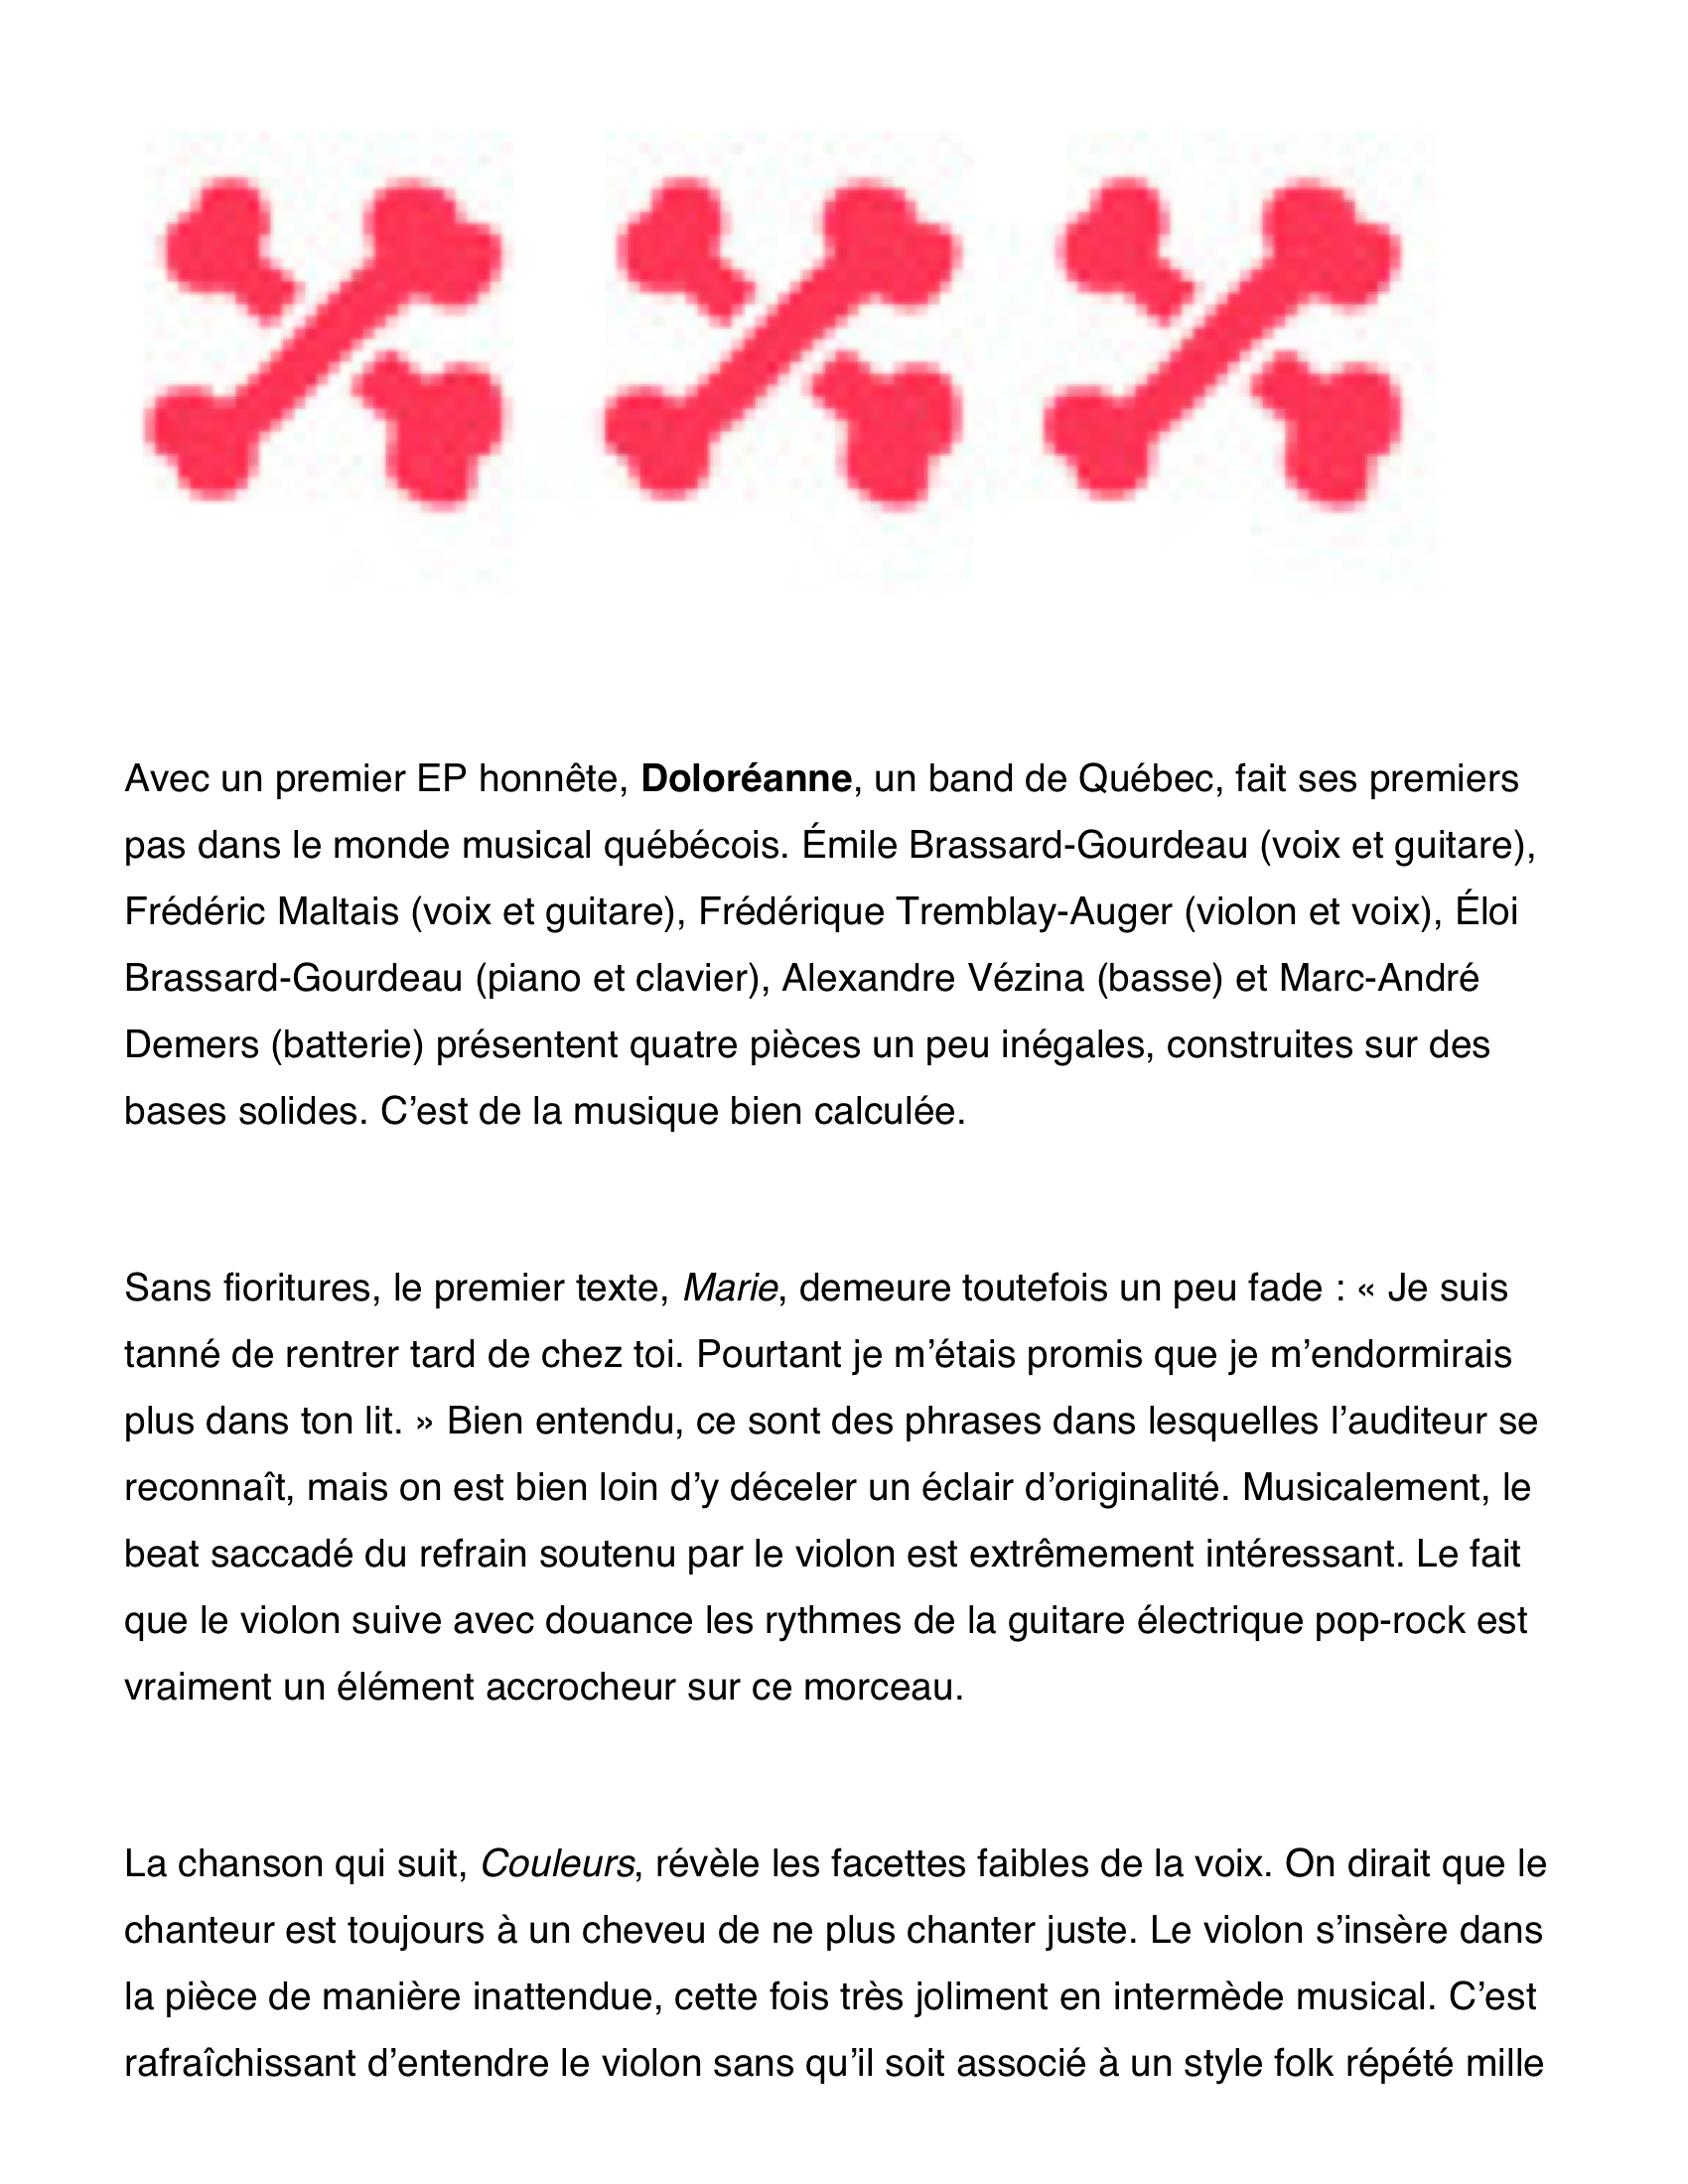 Avec un premier EP honnête, Doloréanne, un band de Québec, fait ses premiers
pas dans le monde musical québécois. Émile Brassard-Gourdeau (voix et guitare),
Frédéric Maltais (voix et guitare), Frédérique Tremblay-Auger (violon et voix), Éloi
Brassard-Gourdeau (piano et clavier), Alexandre Vézina (basse) et Marc-André
Demers (batterie) présentent quatre pièces un peu inégales, construites sur des
bases solides. C’est de la musique bien calculée.
Sans fioritures, le premier texte, Marie, demeure toutefois un peu fade : « Je suis
tanné de rentrer tard de chez toi. Pourtant je m’étais promis que je m’endormirais
plus dans ton lit. » Bien entendu, ce sont des phrases dans lesquelles l’auditeur se
reconnaît, mais on est bien loin d’y déceler un éclair d’originalité. Musicalement, le
beat saccadé du refrain soutenu par le violon est extrêmement intéressant. Le fait
que le violon suive avec douance les rythmes de la guitare électrique pop-rock est
vraiment un élément accrocheur sur ce morceau.
La chanson qui suit, Couleurs, révèle les facettes faibles de la voix. On dirait que le
chanteur est toujours à un cheveu de ne plus chanter juste. Le violon s’insère dans
la pièce de manière inattendue, cette fois très joliment en intermède musical. C’est
rafraîchissant d’entendre le violon sans qu’il soit associé à un style folk répété mille